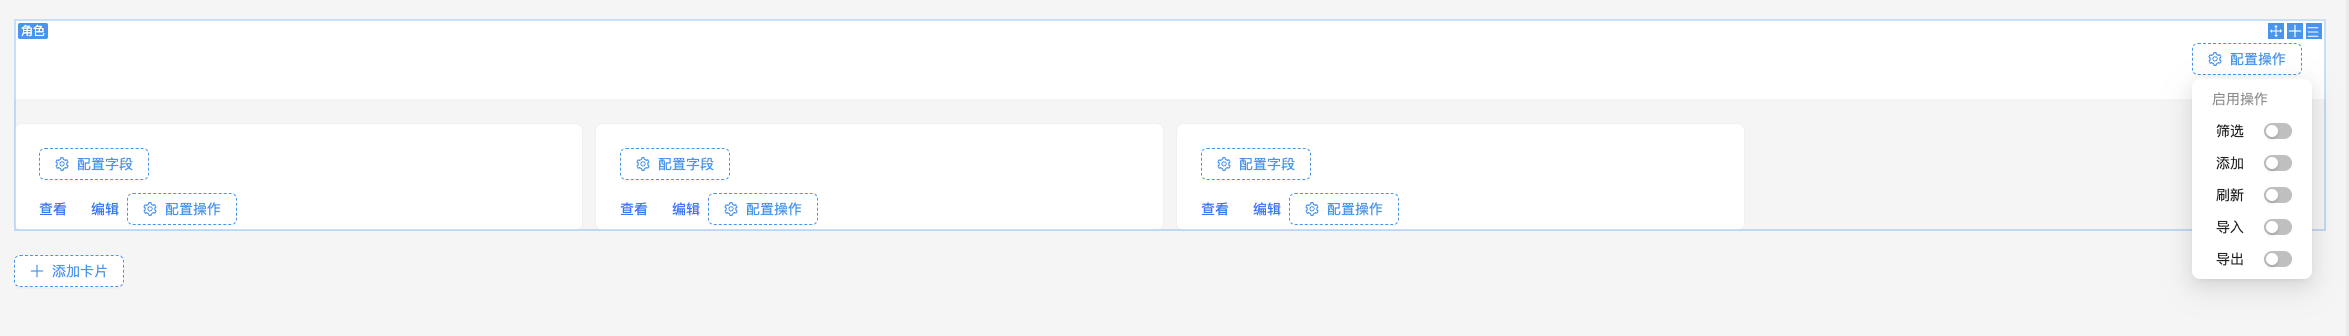 角色
配置操作
启用操作
筛选
添加
刷新
导入
导出
配置字段 配置字段 配置字段
查看 编辑 配置操作 查看 编辑 配置操作 查看 编辑 配置操作
添加卡片